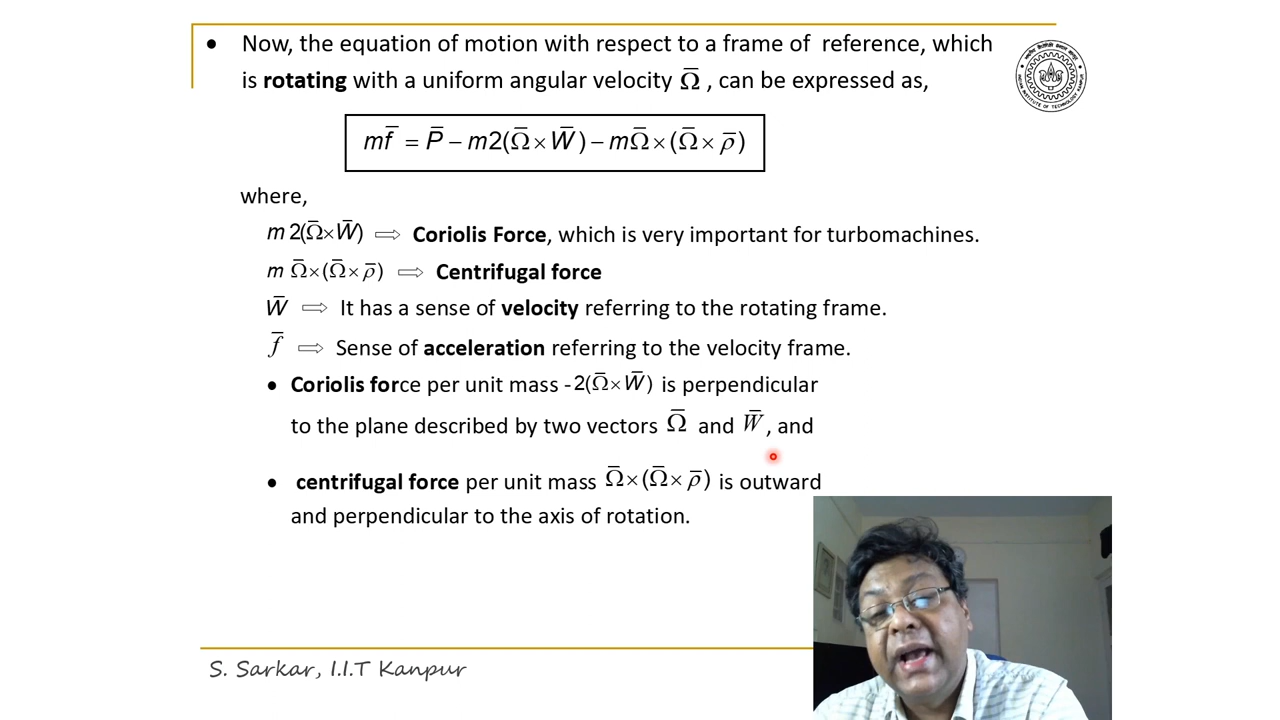 • Now, the equation of motion with respect to a frame of reference, which
is rotating with a uniform angular velocity Ω̅ , can be expressed as,
mf̅ = P̅ − m2(Ω̅ × W̅) − mΩ̅ × (Ω̅ × ρ̅)
where,
m 2(Ω̅×W̅) ⇨ Coriolis Force, which is very important for turbomachines.
m Ω̅×(Ω̅×ρ̅) ⇨ Centrifugal force
W̅ ⇨ It has a sense of velocity referring to the rotating frame.
f̅ ⇨ Sense of acceleration referring to the velocity frame.
• Coriolis force per unit mass -2(Ω̅×W̅) is perpendicular
to the plane described by two vectors Ω̅ and W̅, and
• centrifugal force per unit mass Ω̅×(Ω̅×ρ̅) is outward
and perpendicular to the axis of rotation.
S. Sarkar, I.I.T Kanpur